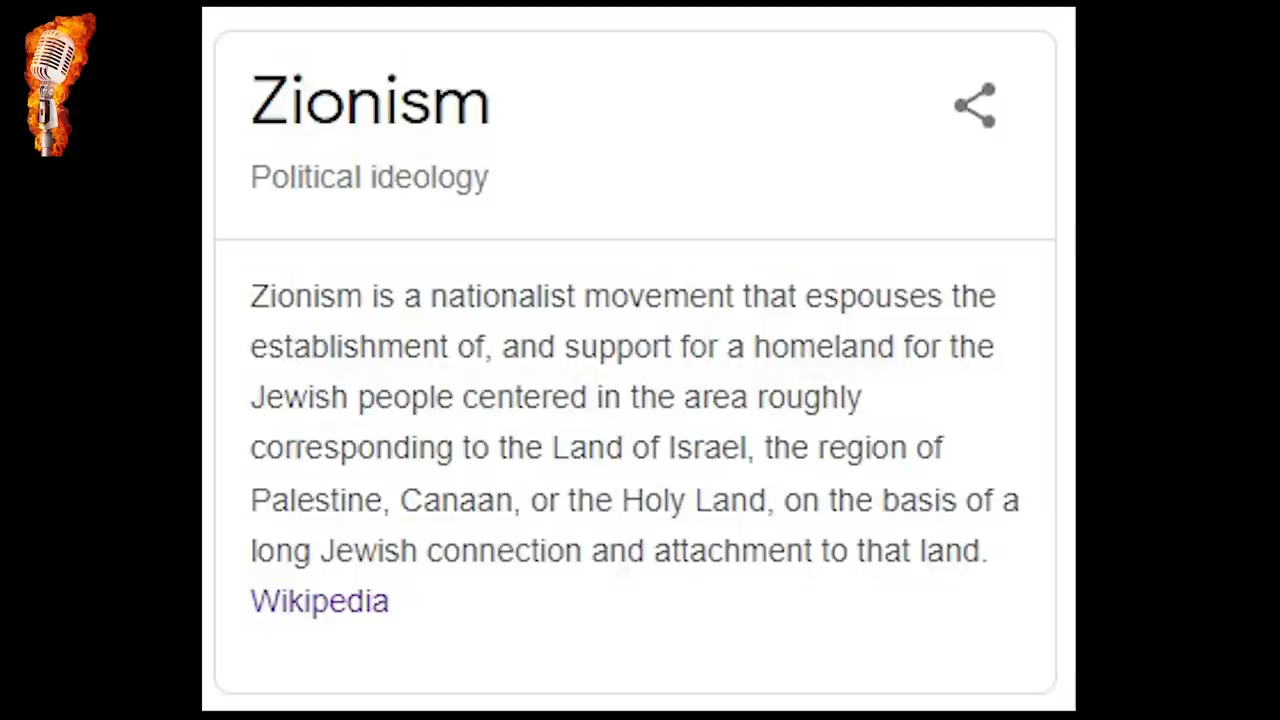 Zionism
Political ideology
Zionism is a nationalist movement that espouses the
establishment of, and support for a homeland for the
Jewish people centered in the area roughly
corresponding to the Land of Israel, the region of
Palestine, Canaan, or the Holy Land, on the basis of a
long Jewish connection and attachment to that land.
Wikipedia